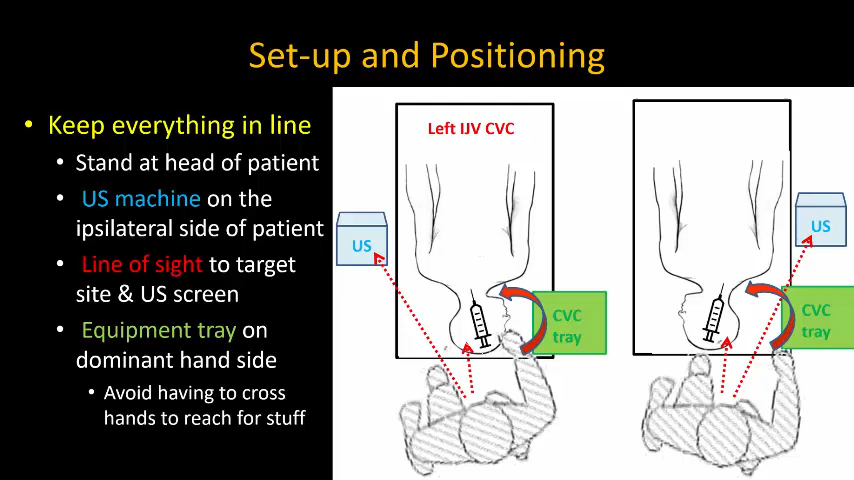 Set-up and Positioning
• Keep everything in line
• Stand at head of patient
• US machine on the
ipsilateral side of patient
• Line of sight to target
site & US screen
• Equipment tray on
dominant hand side
• Avoid having to cross
hands to reach for stuff
Left IJV CVC
US
CVC
tray
US
CVC
tray